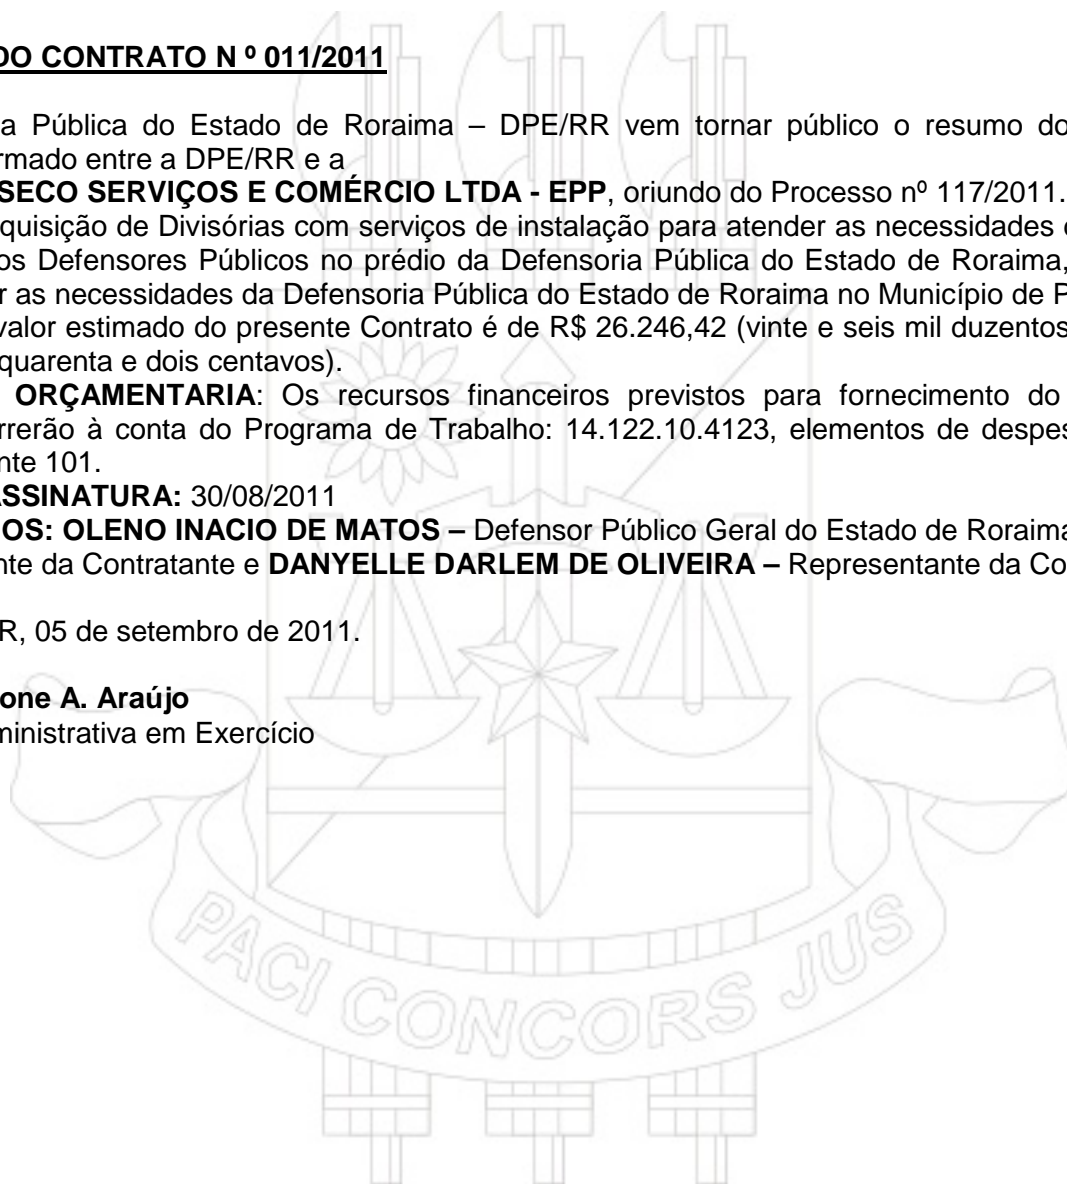 DO CONTRATO N º 011/2011
a Pública do Estado de Roraima – DPE/RR vem tornar público o resumo do
rmado entre a DPE/RR e a
SECO SERVIÇOS E COMÉRCIO LTDA - EPP, oriundo do Processo nº 117/2011.
quisição de Divisórias com serviços de instalação para atender as necessidades
os Defensores Públicos no prédio da Defensoria Pública do Estado de Roraima,
r as necessidades da Defensoria Pública do Estado de Roraima no Município de P
valor estimado do presente Contrato é de R$ 26.246,42 (vinte e seis mil duzentos
quarenta e dois centavos).
ORÇAMENTARIA: Os recursos financeiros previstos para fornecimento do
rrerão à conta do Programa de Trabalho: 14.122.10.4123, elementos de despes
nte 101.
ASSINATURA: 30/08/2011
OS: OLENO INACIO DE MATOS – Defensor Público Geral do Estado de Roraima
nte da Contratante e DANYELLE DARLEM DE OLIVEIRA – Representante da Co
R, 05 de setembro de 2011.
one A. Araújo
ministrativa em Exercício
PACI CONCORS JUS